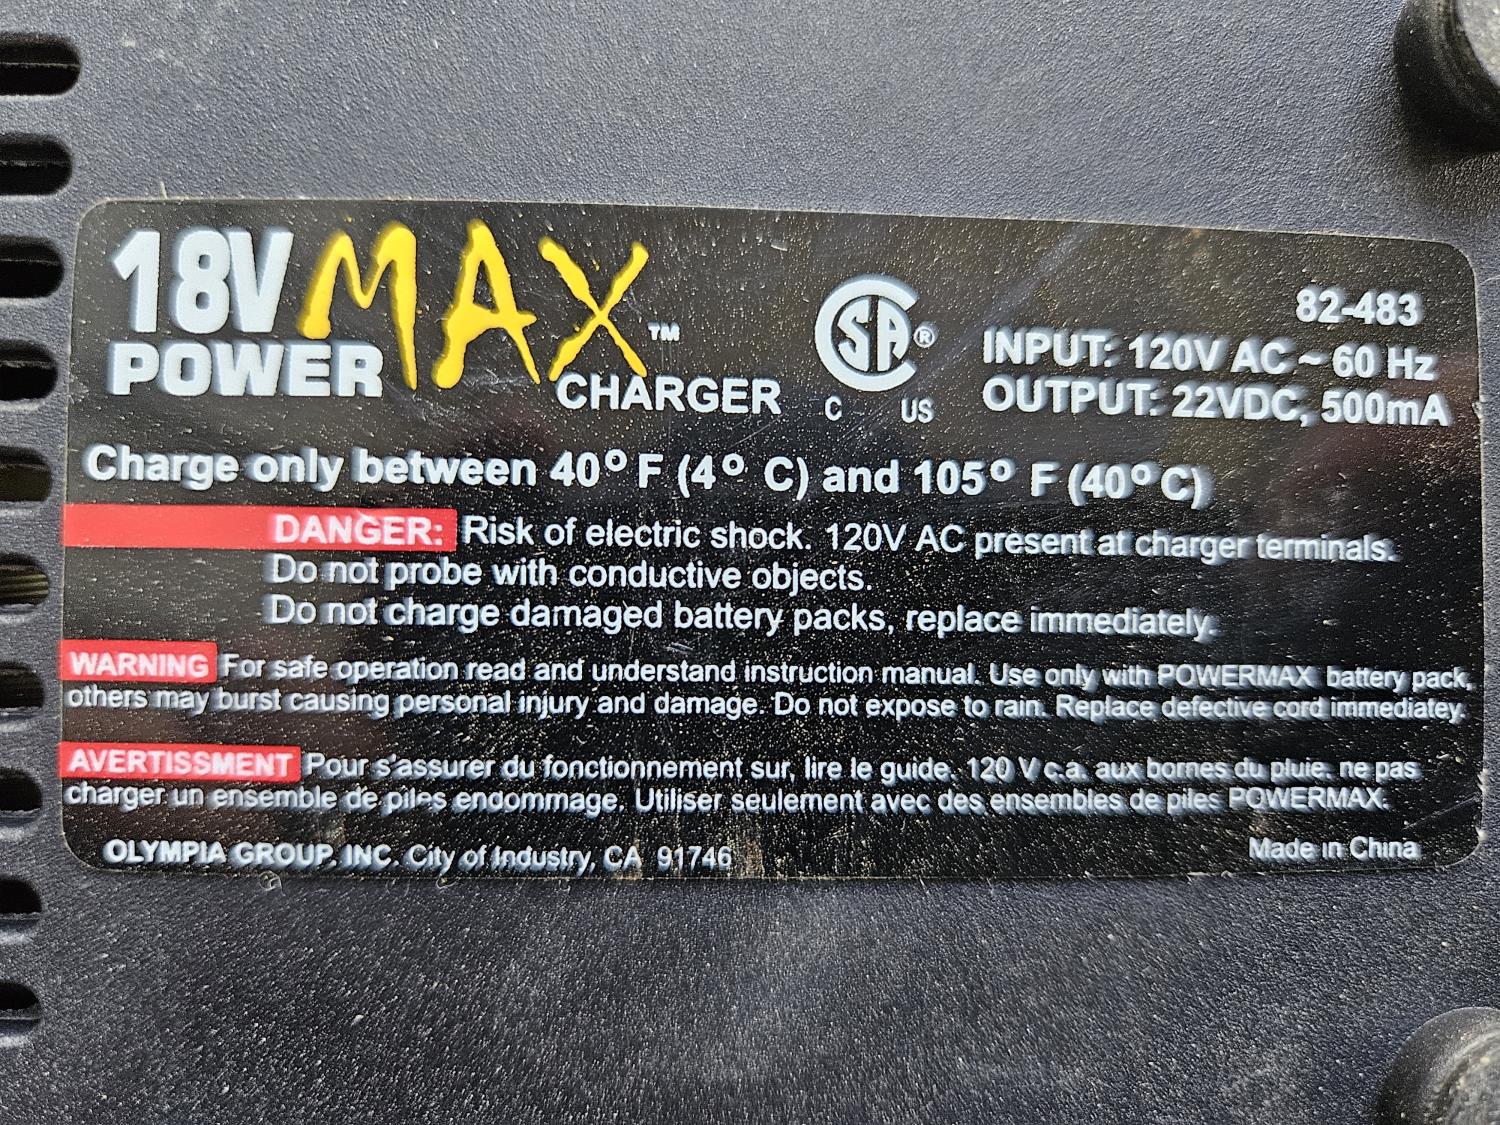 18V MAX™
POWER
CHARGER
CSA®
C US
82-483
INPUT: 120V AC ~ 60 Hz
OUTPUT: 22VDC, 500mA
Charge only between 40° F (4° C) and 105° F (40° C)
DANGER: Risk of electric shock. 120V AC present at charger terminals.
Do not probe with conductive objects.
Do not charge damaged battery packs, replace immediately.
WARNING For safe operation read and understand instruction manual. Use only with POWERMAX battery pack,
others may burst causing personal injury and damage. Do not expose to rain. Replace defective cord immediatey.
AVERTISSMENT Pour s'assurer du fonctionnement sur, lire le guide. 120 V c.a. aux bornes du pluie. ne pas
charger un ensemble de piles endommage. Utiliser seulement avec des ensembles de piles POWERMAX.
OLYMPIA GROUP. INC. City of Industry, CA 91746
Made in China